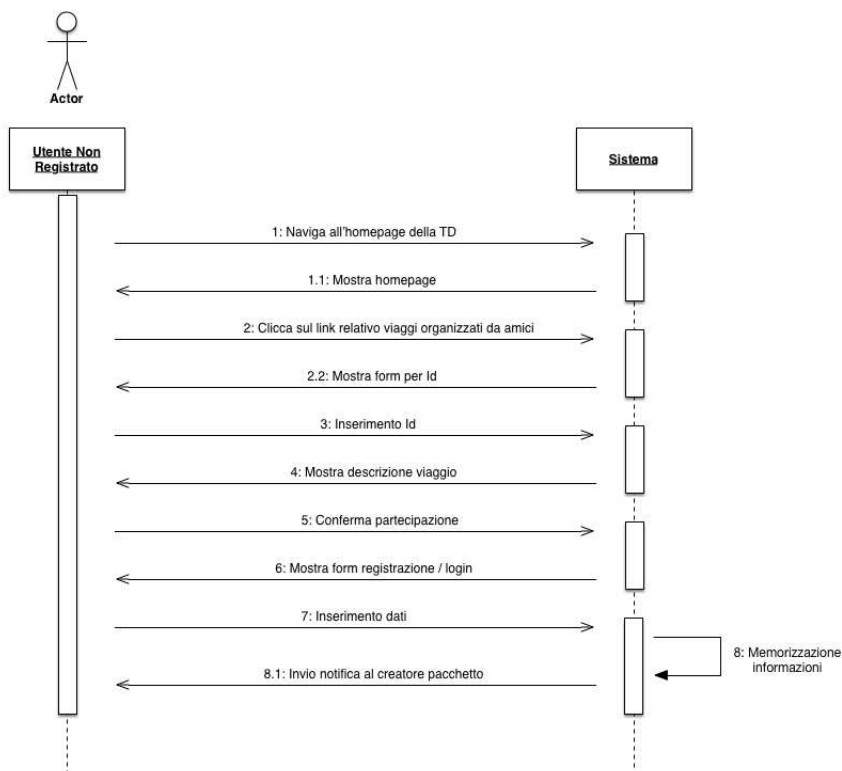 Actor
Utente Non
Registrato
Sistema
1: Naviga all'homepage della TD
1.1: Mostra homepage
2: Clicca sul link relativo viaggi organizzati da amici
2.2: Mostra form per Id
3: Inserimento Id
4: Mostra descrizione viaggio
5: Conferma partecipazione
6: Mostra form registrazione / login
7: Inserimento dati
8: Memorizzazione
informazioni
8.1: Invio notifica al creatore pacchetto